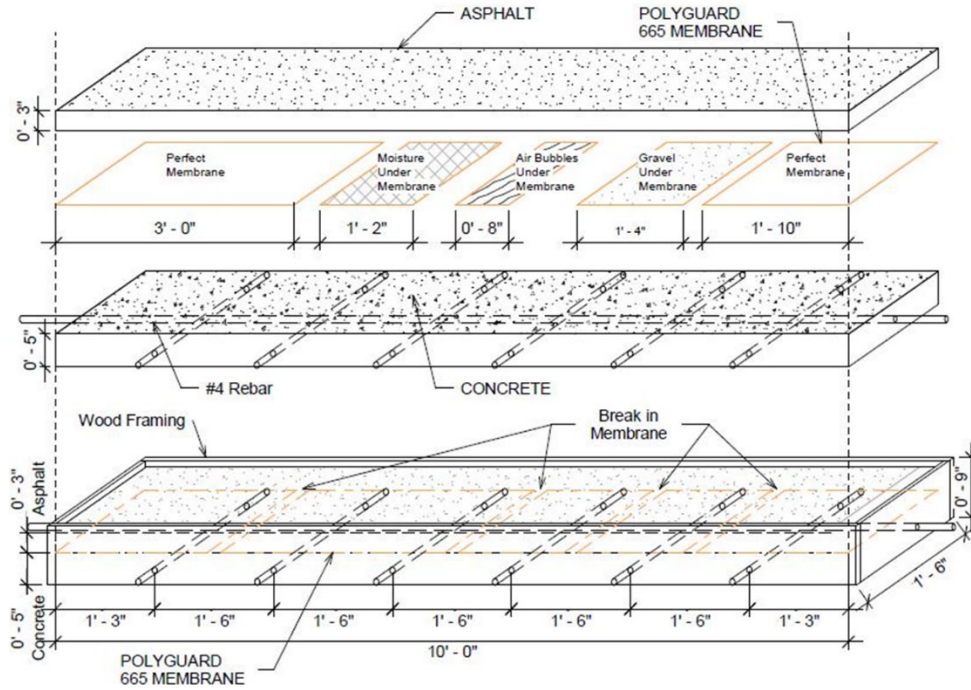 ASPHALT
POLYGUARD
665 MEMBRANE
0' - 3"
Perfect
Membrane
Moisture
Under
Membrane
Air Bubbles
Under
Membrane
Gravel
Under
Membrane
Perfect
Membrane
3' - 0"
1' - 2"
0' - 8"
1' - 4"
1' - 10"
0' - 5"
#4 Rebar
CONCRETE
Wood Framing
Break in
Membrane
0' - 3"
Asphalt
0' - 9"
1' - 6"
0' - 5"
Concrete
1' - 3"
1' - 6"
1' - 6"
1' - 6"
1' - 6"
1' - 3"
10' - 0"
POLYGUARD
665 MEMBRANE